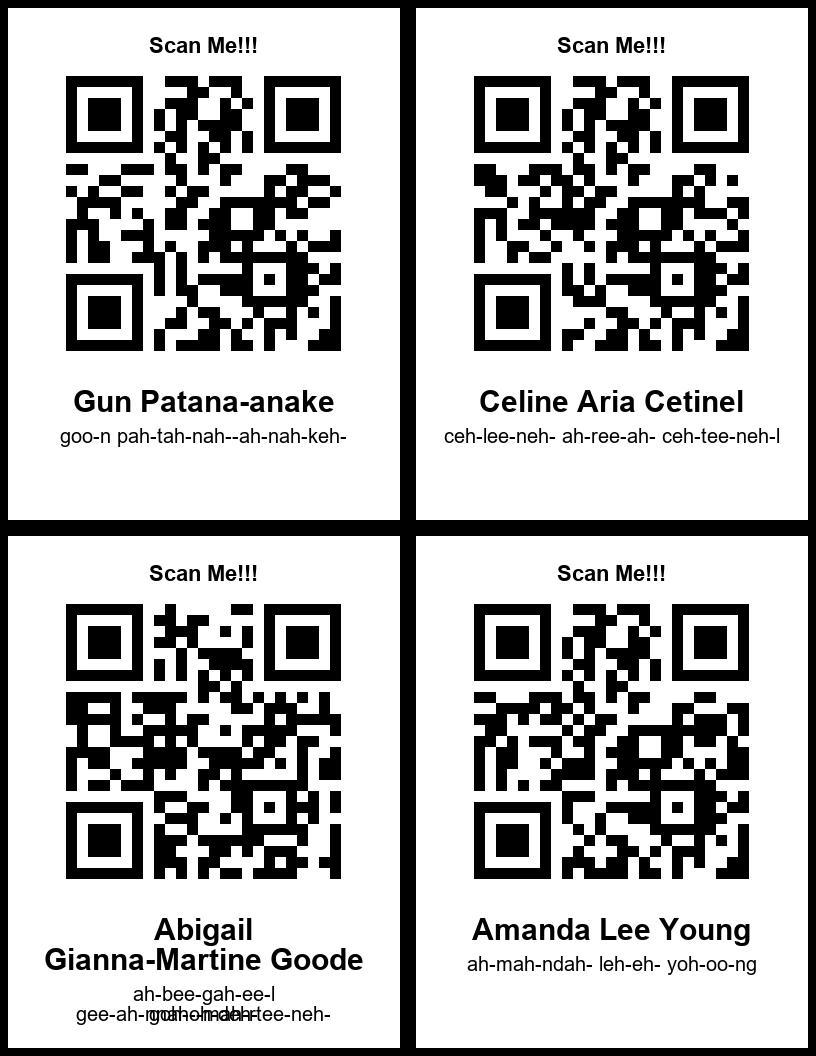 Scan Me!!!
Gun Patana-anake
goo-n pah-tah-nah--ah-nah-keh-
Scan Me!!!
Celine Aria Cetinel
ceh-lee-neh- ah-ree-ah- ceh-tee-neh-l
Scan Me!!!
Abigail
Gianna-Martine Goode
ah-bee-gah-ee-l
Scan Me!!!
Amanda Lee Young
ah-mah-ndah- leh-eh- yoh-oo-ng